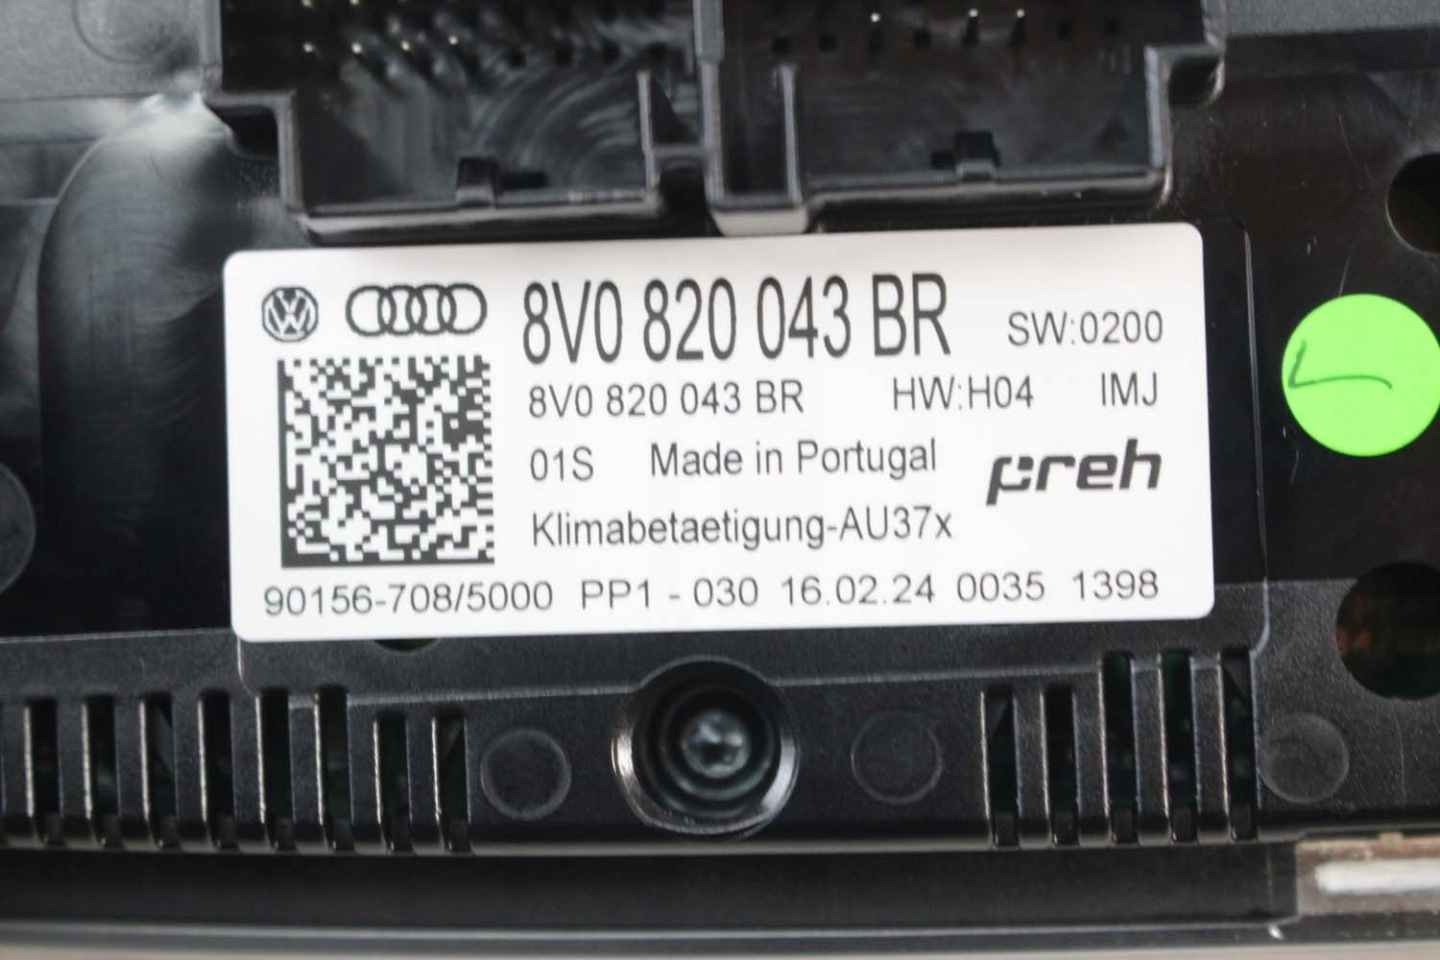 8V0 820 043 BR SW:0200
8V0 820 043 BR HW:H04 IMJ
01S Made in Portugal preh
Klimabetaetigung-AU37x
90156-708/5000 PP1 - 030 16.02.24 0035 1398